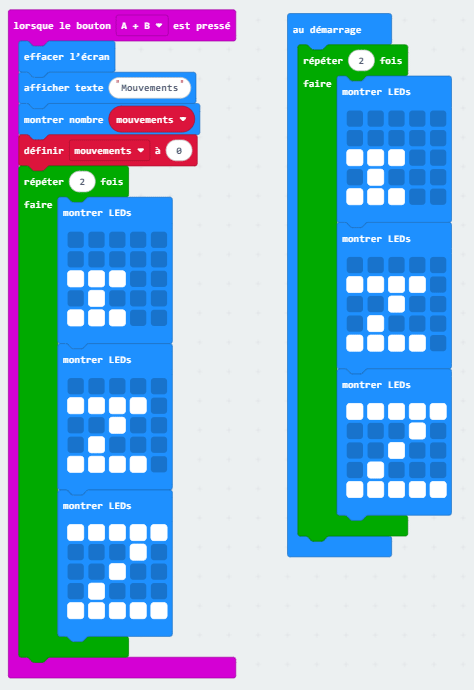 lorsque le bouton A + B est pressé
effacer l'écran
afficher texte "Mouvements"
montrer nombre mouvements
définir mouvements à 0
répéter 2 fois
faire
montrer LEDs
montrer LEDs
montrer LEDs
au démarrage
répéter 2 fois
faire
montrer LEDs
montrer LEDs
montrer LEDs